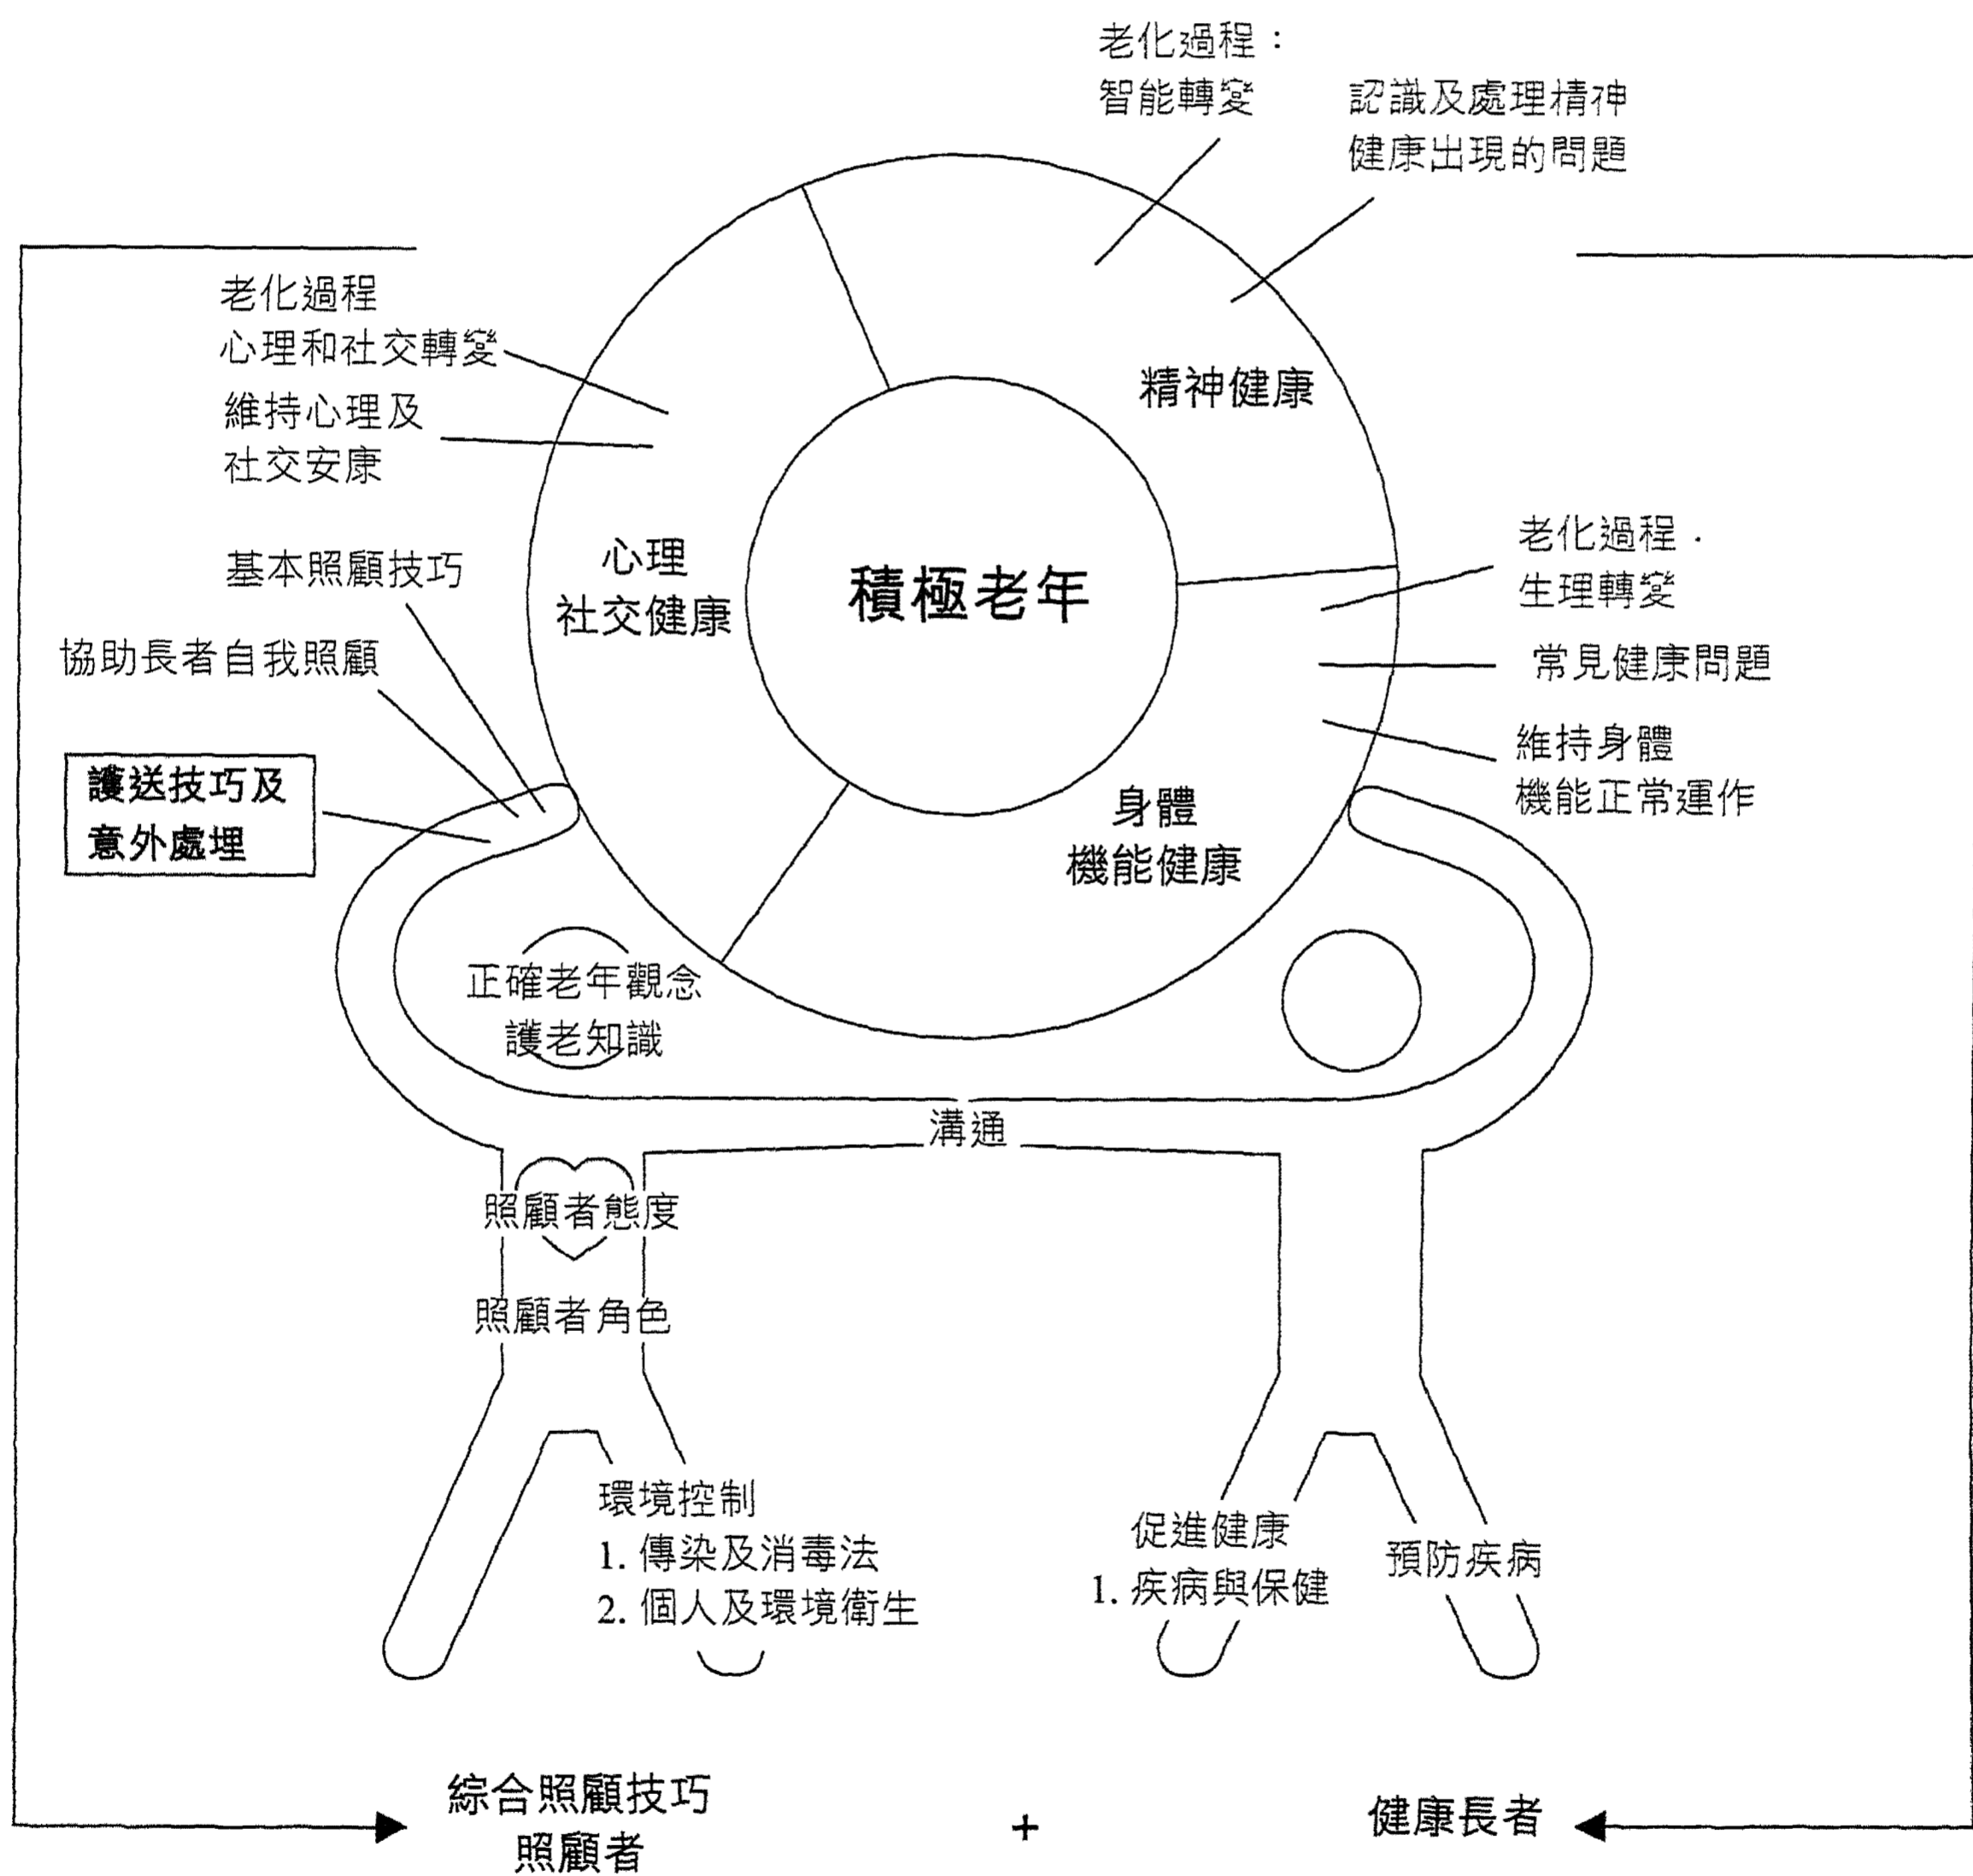 老化過程：
智能轉變
認識及處理精神
健康出現的問題
老化過程
心理和社交轉變
維持心理及
社交安康
基本照顧技巧
協助長者自我照顧
護送技巧及
意外處埋
精神健康
心理
社交健康
積極老年
身體
機能健康
老化過程．
生理轉變
常見健康問題
維持身體
機能正常運作
正確老年觀念
護老知識
溝通
照顧者態度
照顧者角色
環境控制
1. 傳染及消毒法
2. 個人及環境衛生
促進健康
1. 疾病與保健
預防疾病
綜合照顧技巧
照顧者
+
健康長者